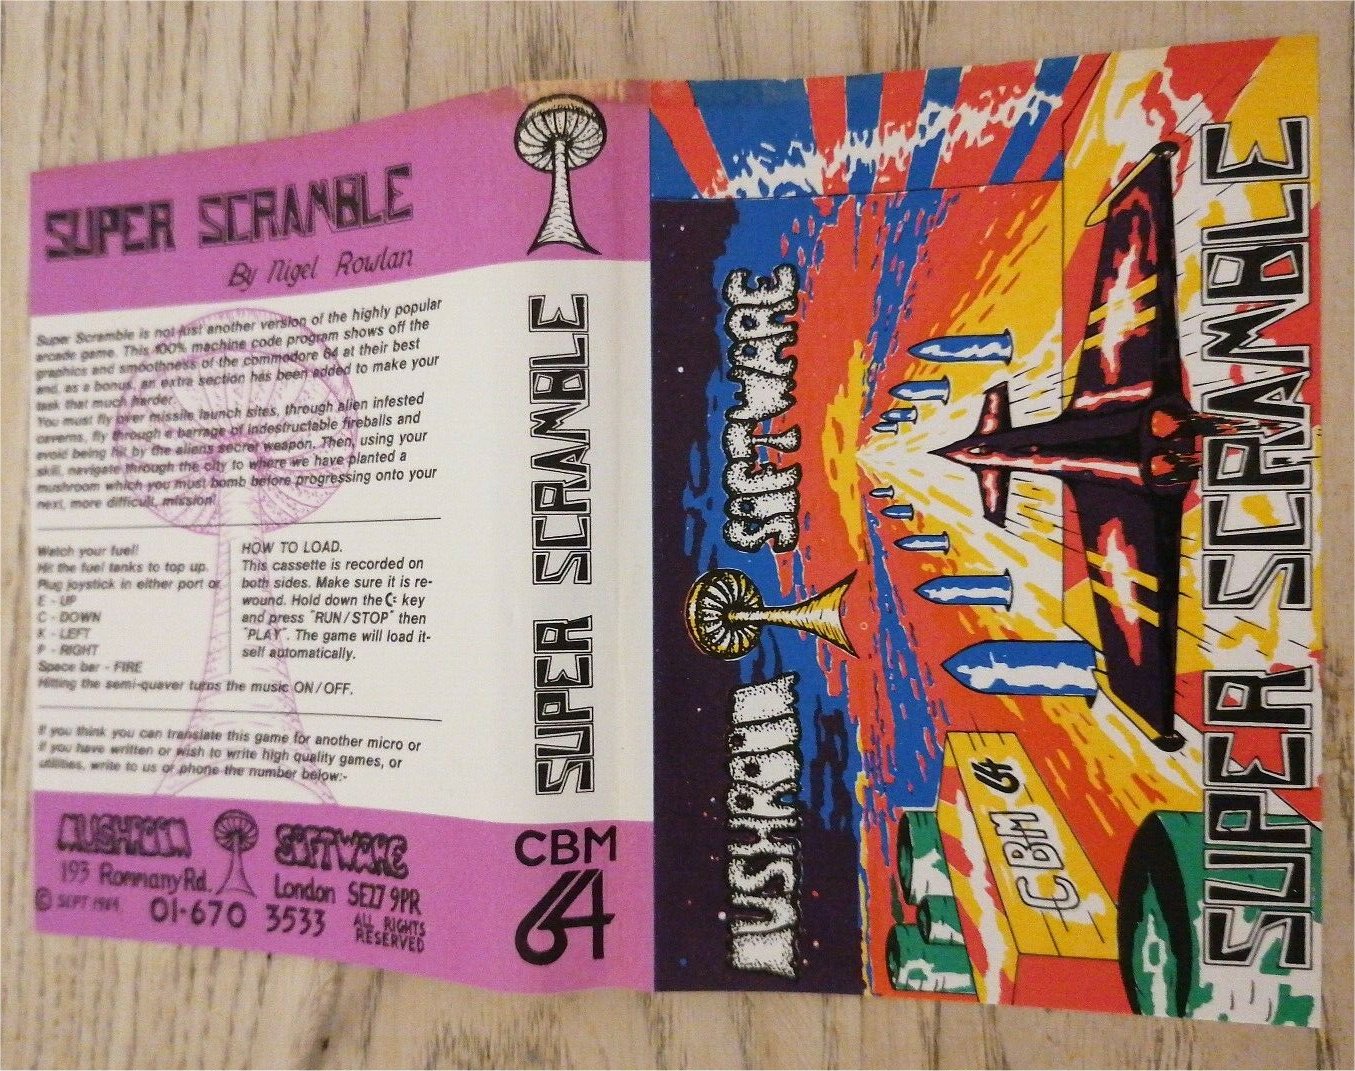 SUPER SCRAMBLE
By Nigel Rowlan
Super Scramble is not just another version of the highly popular
arcade game. This 100% machine code program shows off the
graphics and smoothness of the commodore 64 at their best
and, as a bonus, an extra section has been added to make your
task that much harder.
You must fly over missile launch sites, through alien infested
caverns, fly through a barrage of indestructable fireballs and
avoid being hit by the aliens secret weapon. Then, using your
skill, navigate through the city to where we have planted a
mushroom which you must bomb before progressing onto your
next, more difficult, mission!
Watch your fuel!
Hit the fuel tanks to top up.
Plug joystick in either port or
E - UP
C - DOWN
K - LEFT
P - RIGHT
Space bar - FIRE
Hitting the semi-quaver turns the music ON/OFF.
HOW TO LOAD.
This cassette is recorded on
both sides. Make sure it is re-
wound. Hold down the C= key
and press "RUN/STOP" then
"PLAY". The game will load it-
self automatically.
If you think you can translate this game for another micro or
if you have written or wish to write high quality games, or
utilities, write to us or phone the number below:-
MUSHROOM SOFTWARE
193 Rommany Rd. London SE27 9PR
© SEPT 1984. 01-670 3533 ALL RIGHTS
RESERVED
SUPER SCRAMBLE
CBM
64
MUSHROOM SOFTWARE
CBM 64
SUPER SCRAMBLE